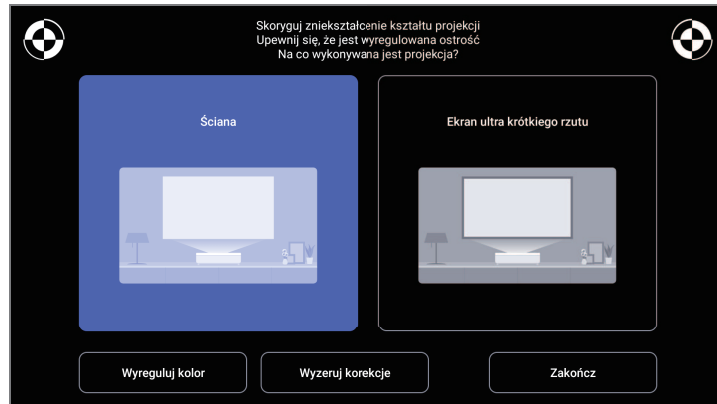 Skoryguj zniekształcenie kształtu projekcji
Upewnij się, że jest wyregulowana ostrość
Na co wykonywana jest projekcja?
Ściana
Ekran ultra krótkiego rzutu
Wyreguluj kolor
Wyzeruj korekcje
Zakończ